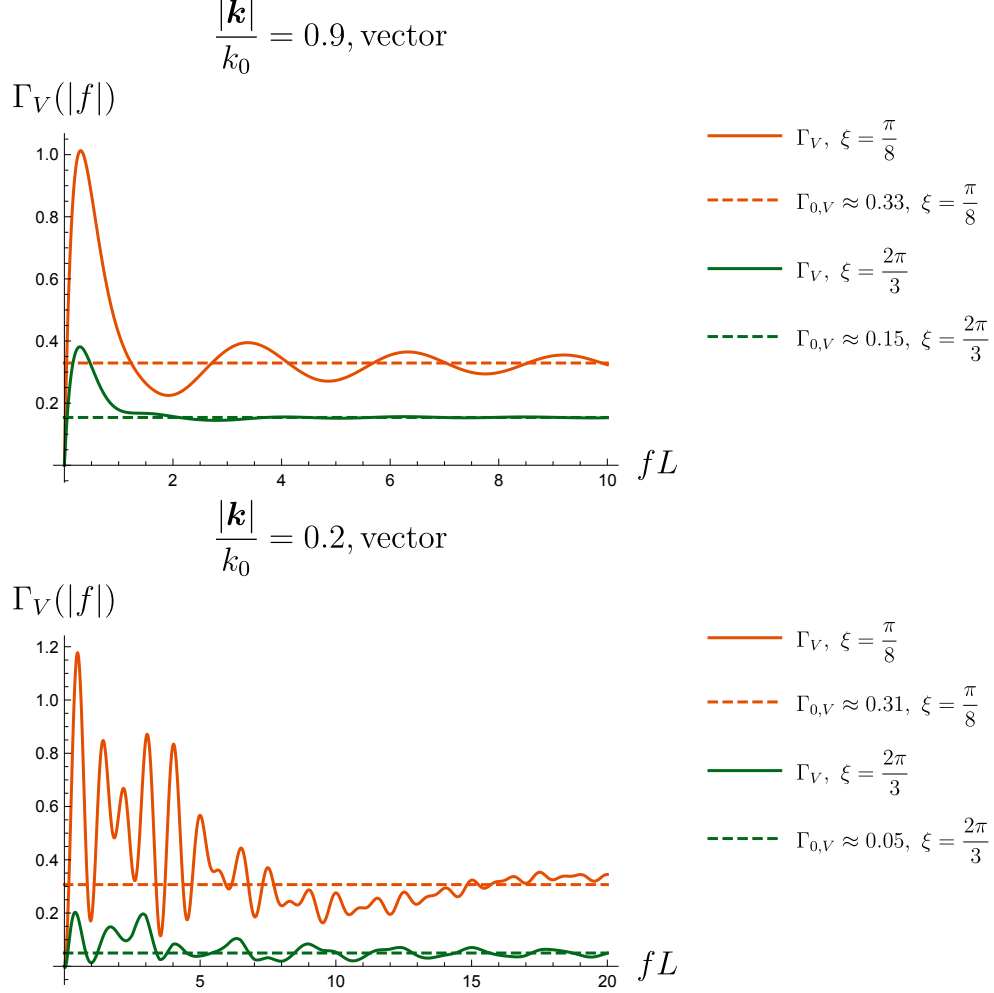 |k|/k₀ = 0.9, vector
Γ_V(|f|)
1.0
0.8
0.6
0.4
0.2
2 4 6 8 10
fL
Γ_V, ξ = π/8
Γ_{0,V} ≈ 0.33, ξ = π/8
Γ_V, ξ = 2π/3
Γ_{0,V} ≈ 0.15, ξ = 2π/3
|k|/k₀ = 0.2, vector
Γ_V(|f|)
1.2
1.0
0.8
0.6
0.4
0.2
5 10 15 20
fL
Γ_V, ξ = π/8
Γ_{0,V} ≈ 0.31, ξ = π/8
Γ_V, ξ = 2π/3
Γ_{0,V} ≈ 0.05, ξ = 2π/3